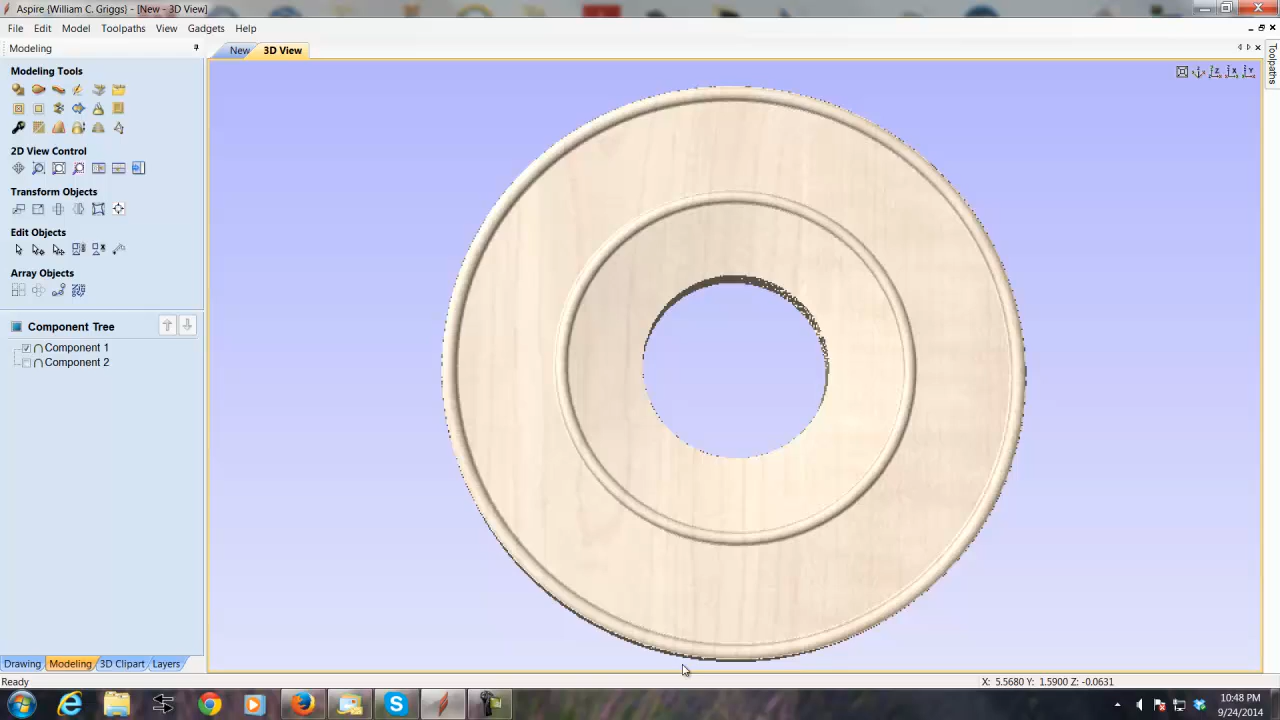 Aspire {William C. Griggs} - [New - 3D View]
File Edit Model Toolpaths View Gadgets Help
Modeling
New 3D View
Toolpaths
Modeling Tools
2D View Control
Transform Objects
Edit Objects
Array Objects
Component Tree
Component 1
Component 2
Drawing Modeling 3D Clipart Layers
Ready
X: 5.5680 Y: 1.5900 Z: -0.0631
10:48 PM
9/24/2014